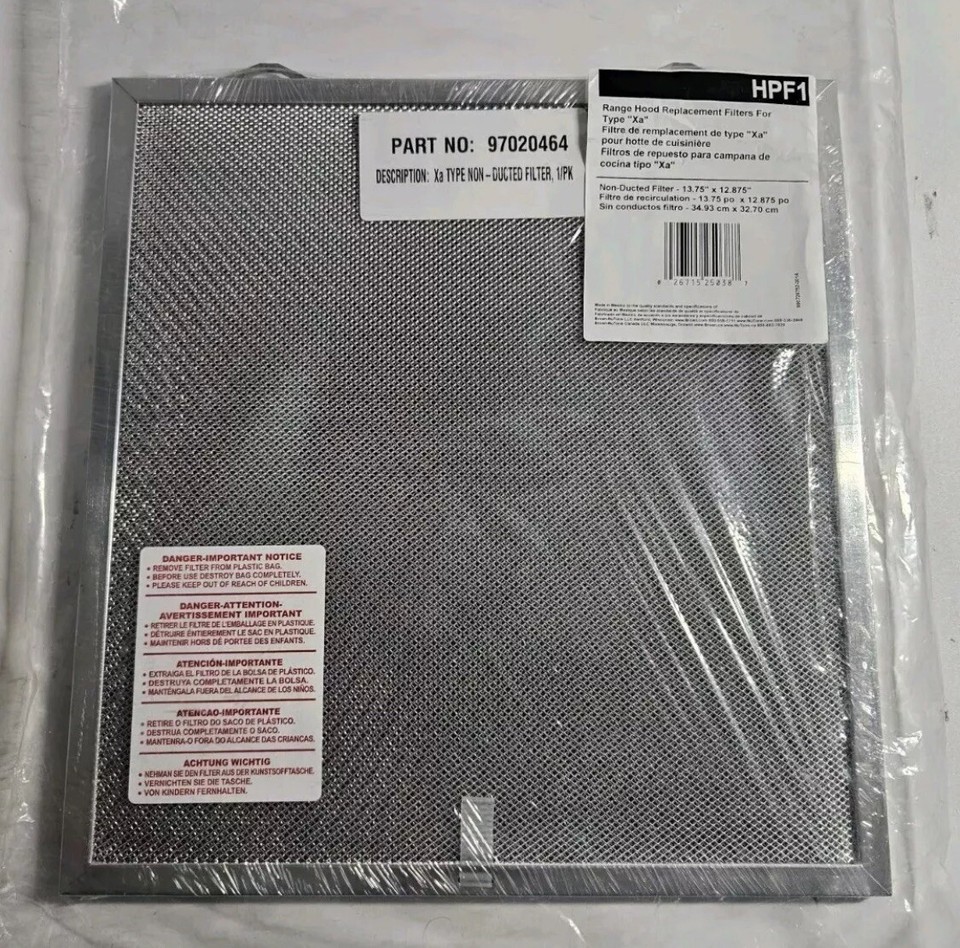 HPF1
Range Hood Replacement Filters For
Type "Xa"
Filtre de remplacement de type "Xa"
pour hotte de cuisinière
Filtros de repuesto para campana de
cocina tipo "Xa"
Non-Ducted Filter - 13.75" x 12.875"
Filtre de recirculation - 13.75 po x 12.875 po
Sin conductos filtro - 34.93 cm x 32.70 cm
26715 25038
PART NO: 97020464
DESCRIPTION: Xa TYPE NON-DUCTED FILTER, 1/PK
DANGER-IMPORTANT NOTICE
• REMOVE FILTER FROM PLASTIC BAG.
• BEFORE USE DESTROY BAG COMPLETELY.
• PLEASE KEEP OUT OF REACH OF CHILDREN.
DANGER-ATTENTION-
AVERTISSEMENT IMPORTANT
• RETIRER LE FILTRE DE L'EMBALLAGE EN PLASTIQUE.
• DÉTRUIRE ÉNTIEREMENT LE SAC EN PLASTIQUE.
• MAINTENIR HORS DÉ PORTEE DES ENFANTS.
ATENCIÓN-IMPORTANTE
• EXTRAIGA EL FILTRO DE LA BOLSA DE PLÁSTICO.
• DESTRUYA COMPLETAMENTE LA BOLSA.
• MANTÉNGALA FUERA DEL ALCANCE DE LOS NIÑOS.
ATENCAO-IMPORTANTE
• RETIRE O FILTRO DO SACO DE PLÁSTICO.
• DESTRUA COMPLETAMENTE O SACO.
• MANTENRA-O FORA DO ALCANCE DAS CRIANCAS.
ACHTUNG WICHTIG
• NEHMAN SIE DEN FILTER AUS DER KUNSTSOFFTASCHE.
• VERNICHTEN SIE DIE TASCHE.
• VON KINDERN FERNHALTEN.